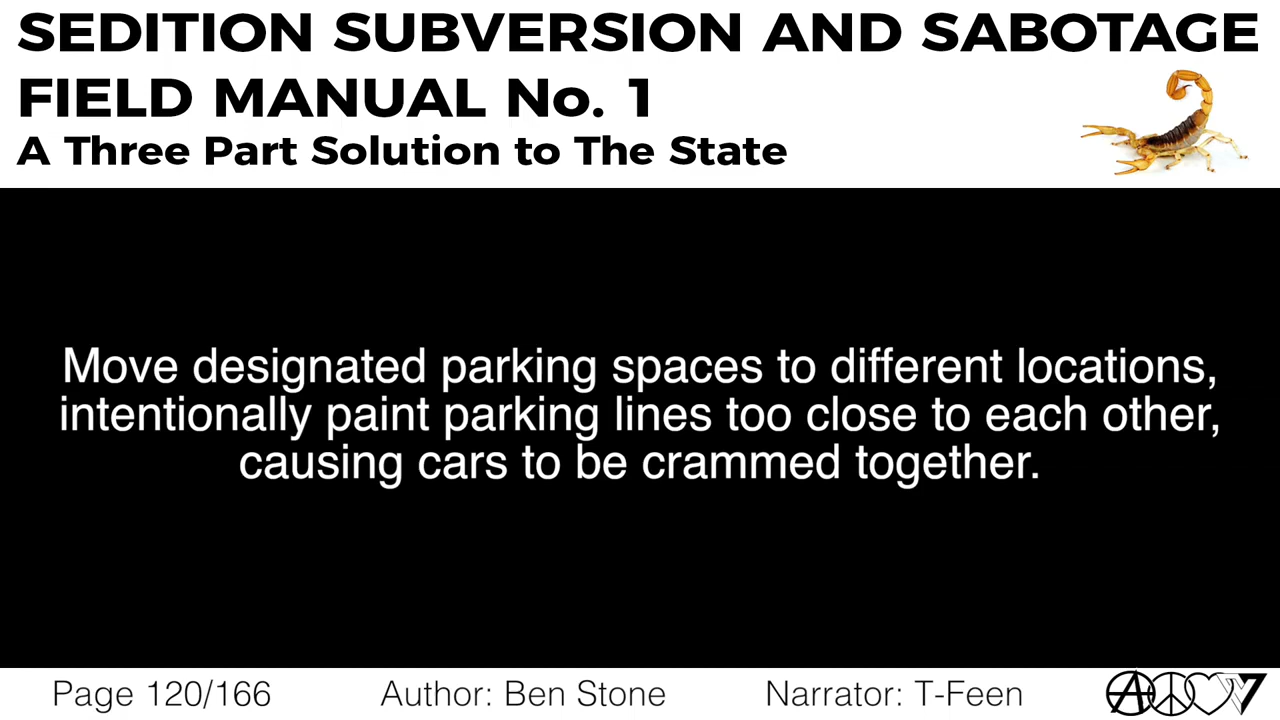 SEDITION SUBVERSION AND SABOTAGE
FIELD MANUAL No. 1
A Three Part Solution to The State
Move designated parking spaces to different locations,
intentionally paint parking lines too close to each other,
causing cars to be crammed together.
Page 120/166
Author: Ben Stone
Narrator: T-Feen